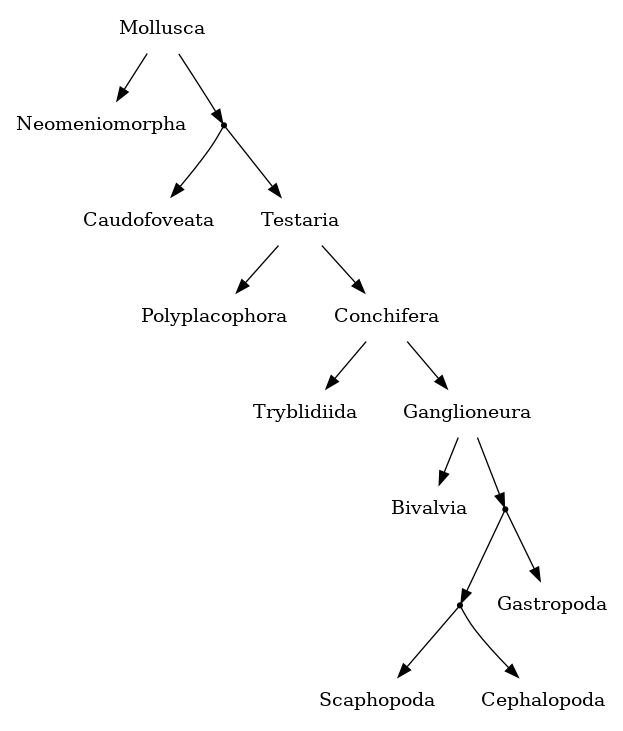 Mollusca
Neomeniomorpha
Caudofoveata
Testaria
Polyplacophora
Conchifera
Tryblidiida
Ganglioneura
Bivalvia
Gastropoda
Scaphopoda
Cephalopoda